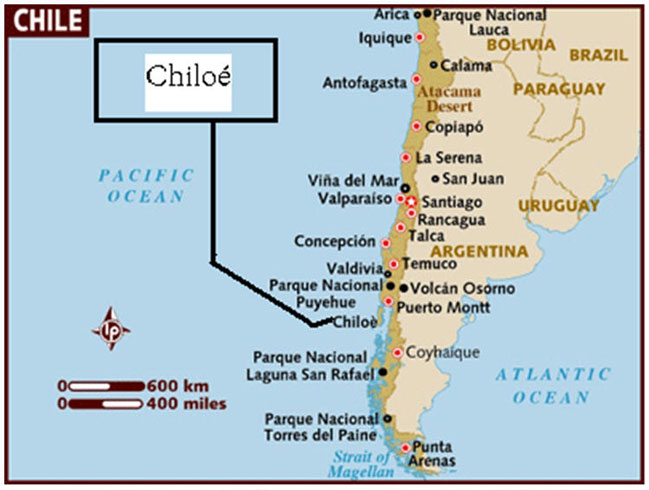 CHILE
Chiloé
Arica
Parque Nacional
Lauca
Iquique
BOLIVIA
BRAZIL
Calama
Antofagasta
Atacama
Desert
PARAGUAY
Copiapó
La Serena
PACIFIC
OCEAN
Viña del Mar
San Juan
Valparaíso
Santiago
URUGUAY
Rancagua
Talca
Concepción
ARGENTINA
Valdivia
Temuco
Parque Nacional
Puyehue
Volcán Osorno
Puerto Montt
Chiloè
lp
Parque Nacional
Laguna San Rafael
Coyhaique
0 600 km
0 400 miles
ATLANTIC
OCEAN
Parque Nacional
Torres del Paine
Strait of
Magellan
Punta
Arenas